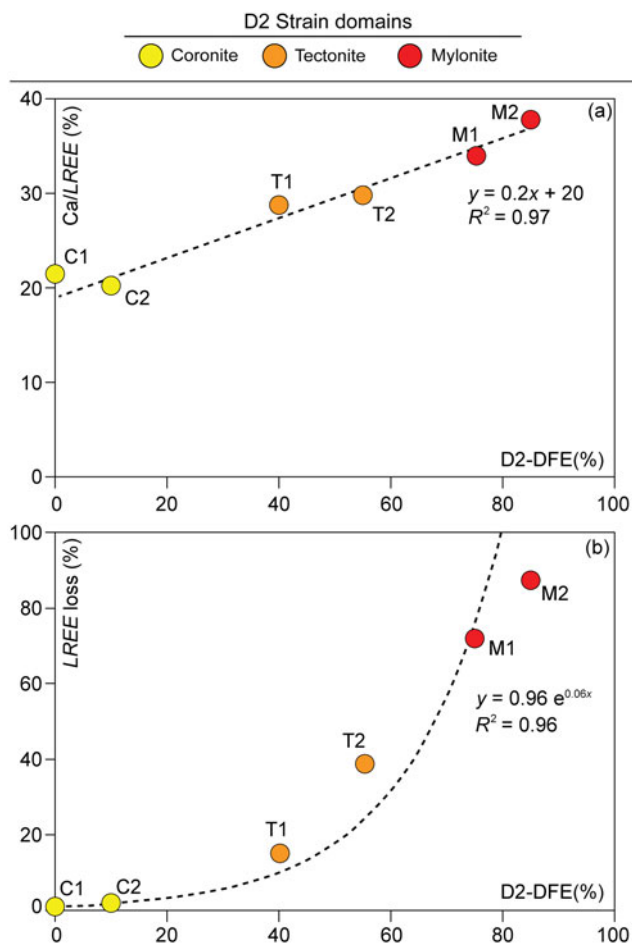 D2 Strain domains
Coronite Tectonite Mylonite
(a)
Ca/LREE (%)
40
30
20
10
0
C1
C2
T1
T2
M1
M2
y = 0.2x + 20
R² = 0.97
D2-DFE(%)
0 20 40 60 80 100
(b)
LREE loss (%)
100
80
60
40
20
0
C1
C2
T1
T2
M1
M2
y = 0.96 e^0.06x
R² = 0.96
D2-DFE(%)
0 20 40 60 80 100